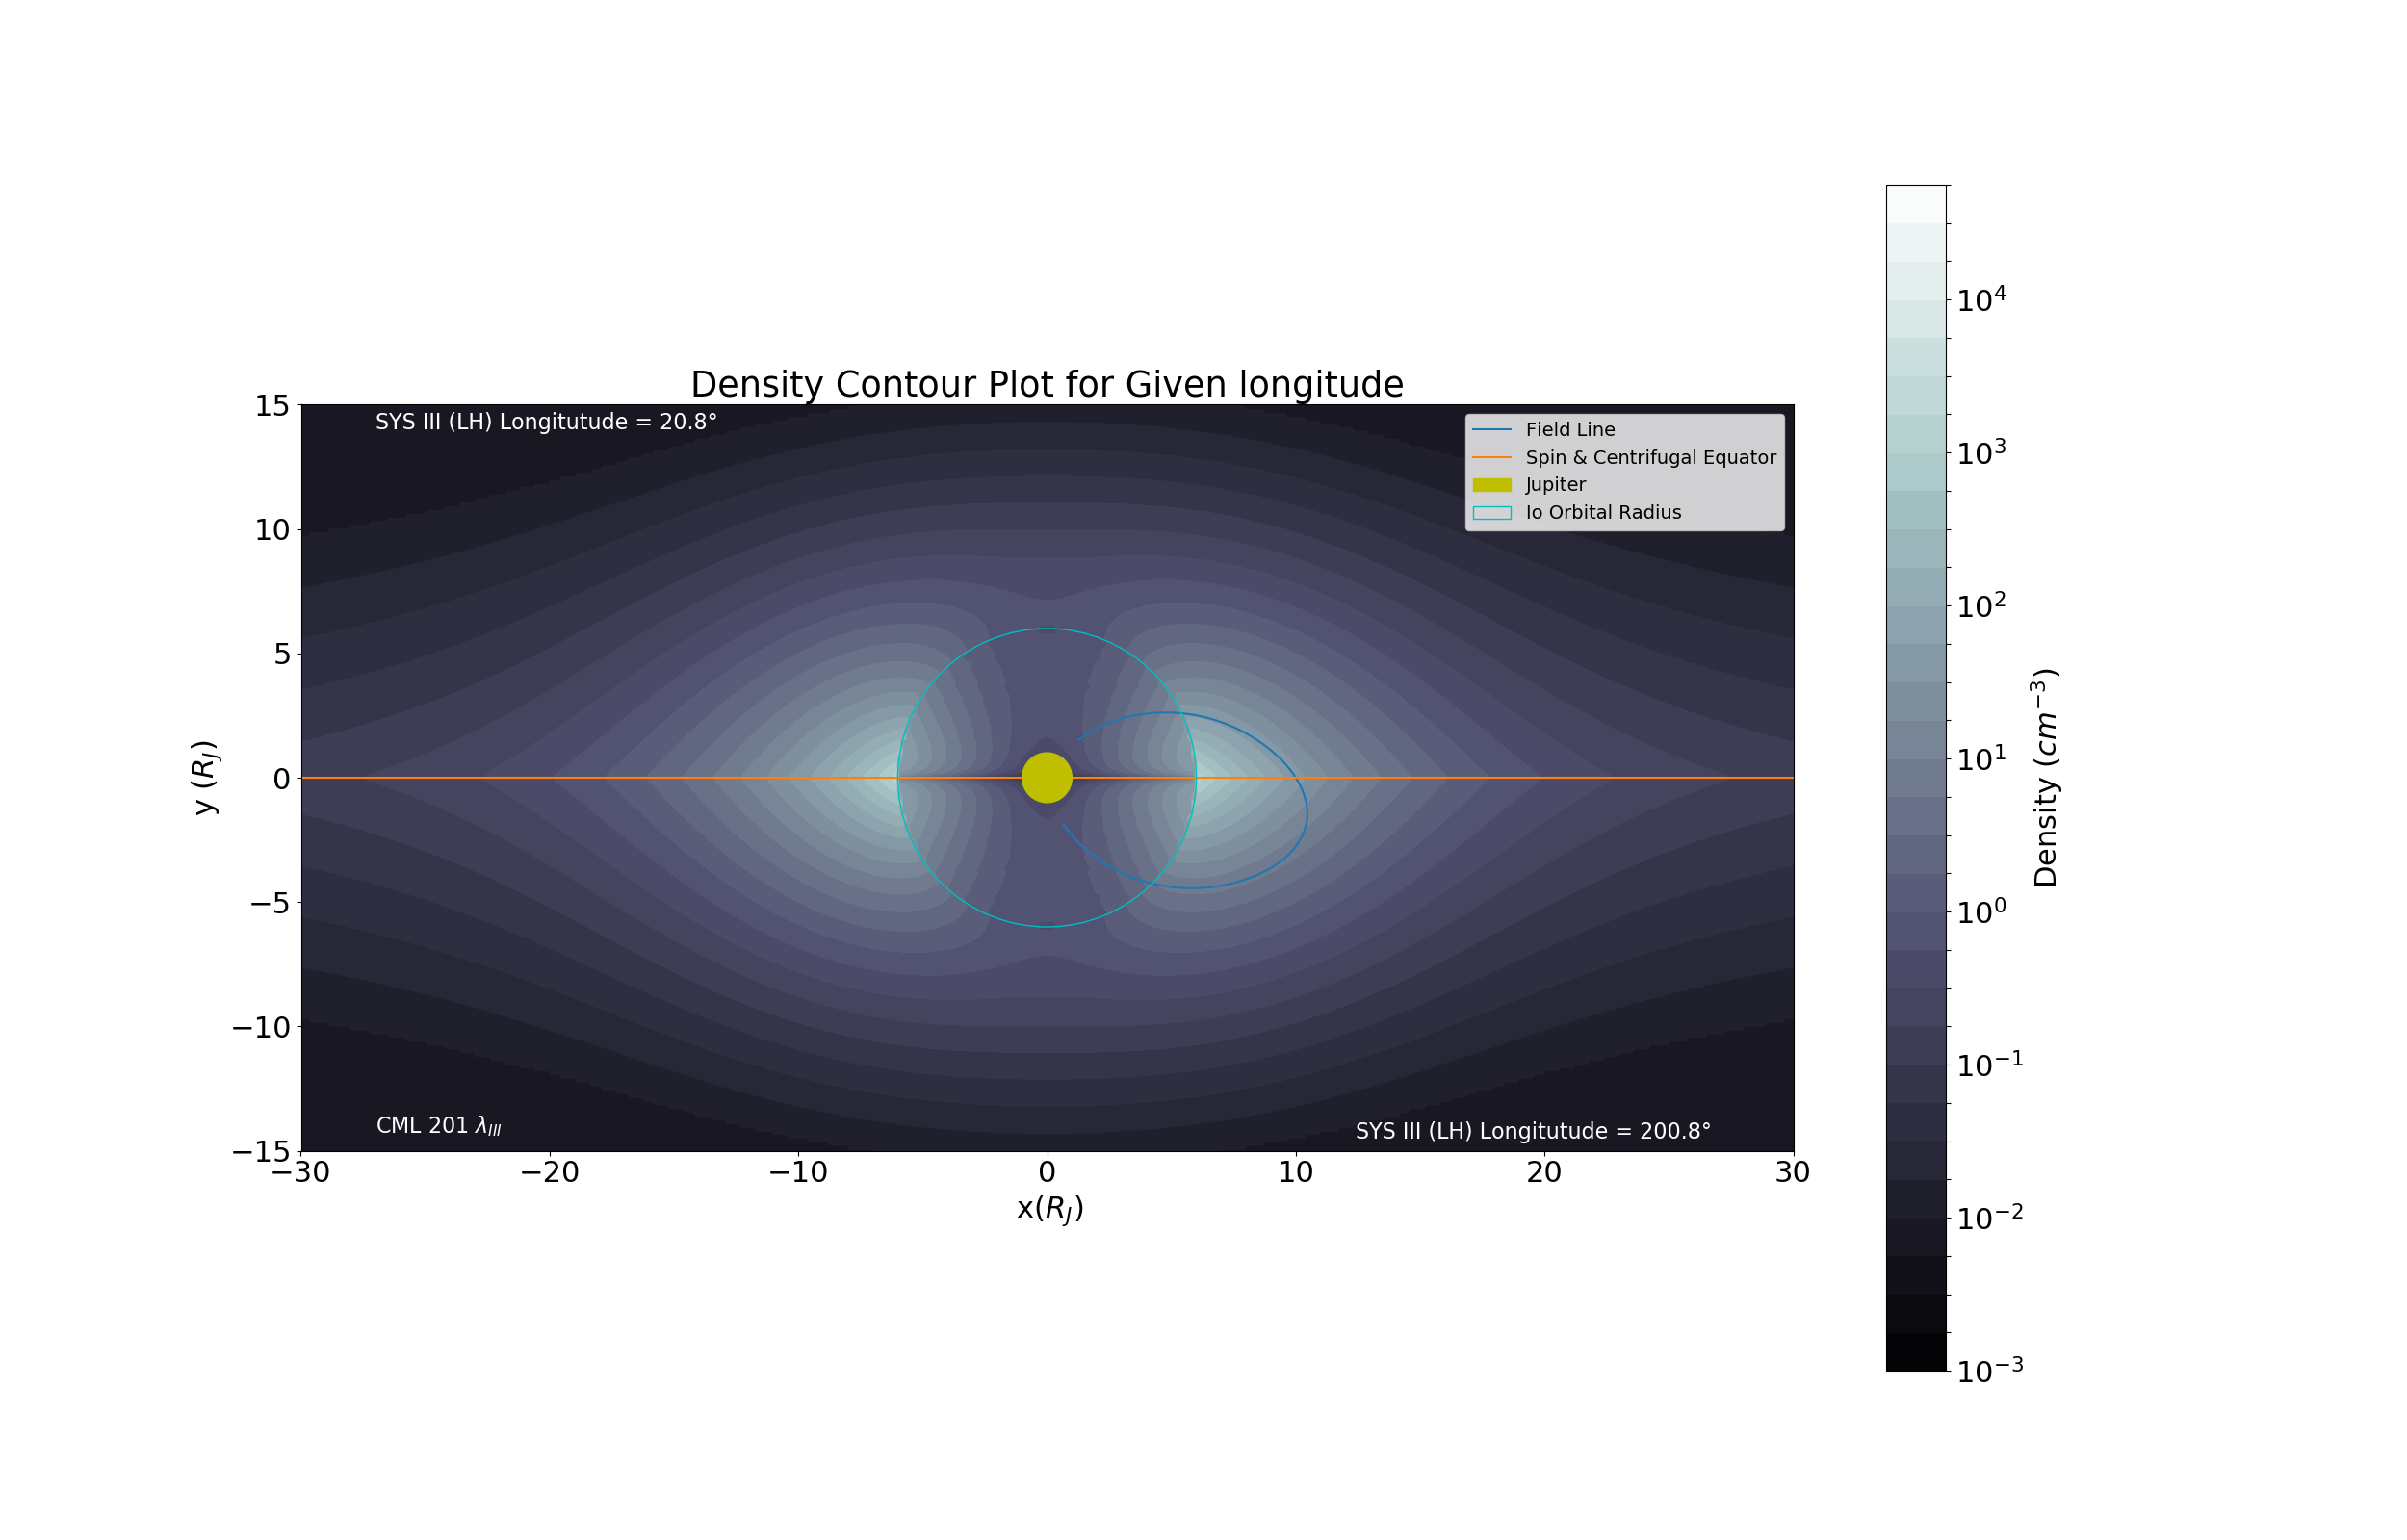 Density Contour Plot for Given longitude
SYS III (LH) Longitutude = 20.8°
Field Line
Spin & Centrifugal Equator
Jupiter
Io Orbital Radius
15
10
5
0
−5
−10
−15
y (R_J)
CML 201 λ_III
SYS III (LH) Longitutude = 200.8°
−30
−20
−10
0
10
20
30
x(R_J)
10^4
10^3
10^2
10^1
10^0
10^−1
10^−2
10^−3
Density (cm^−3)